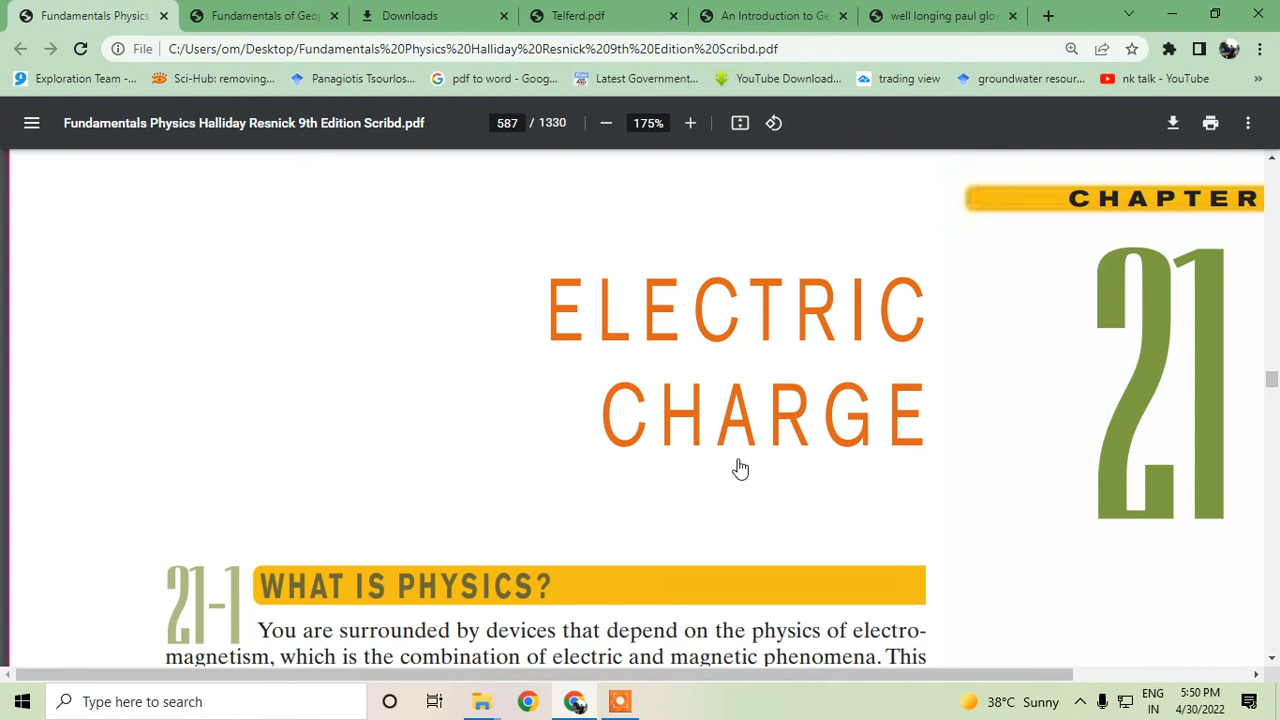 Fundamentals Physics
Fundamentals of Geop
Downloads
Telferd.pdf
An Introduction to Ge
well longing paul glov
File
C:/Users/om/Desktop/Fundamentals%20Physics%20Halliday%20Resnick%209th%20Edition%20Scribd.pdf
Exploration Team -...
Sci-Hub: removing...
Panagiotis Tsourlos...
pdf to word - Goog...
Latest Government...
YouTube Download...
trading view
groundwater resour...
nk talk - YouTube
»
Fundamentals Physics Halliday Resnick 9th Edition Scribd.pdf
587 / 1330
175%
CHAPTER
21
ELECTRIC
CHARGE
21-1 WHAT IS PHYSICS?
You are surrounded by devices that depend on the physics of electro-
magnetism, which is the combination of electric and magnetic phenomena. This
Type here to search
38°C Sunny
ENG
IN
5:50 PM
4/30/2022